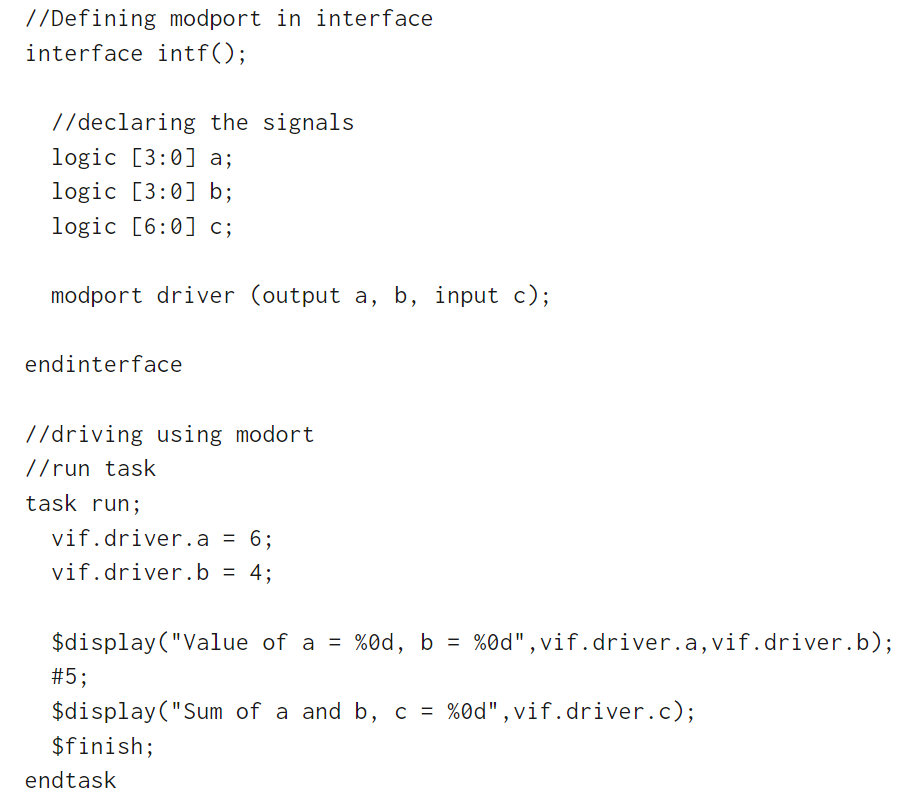 //Defining modport in interface
interface intf();
//declaring the signals
logic [3:0] a;
logic [3:0] b;
logic [6:0] c;
modport driver (output a, b, input c);
endinterface
//driving using modort
//run task
task run;
vif.driver.a = 6;
vif.driver.b = 4;
$display("Value of a = %0d, b = %0d",vif.driver.a,vif.driver.b);
#5;
$display("Sum of a and b, c = %0d",vif.driver.c);
$finish;
endtask